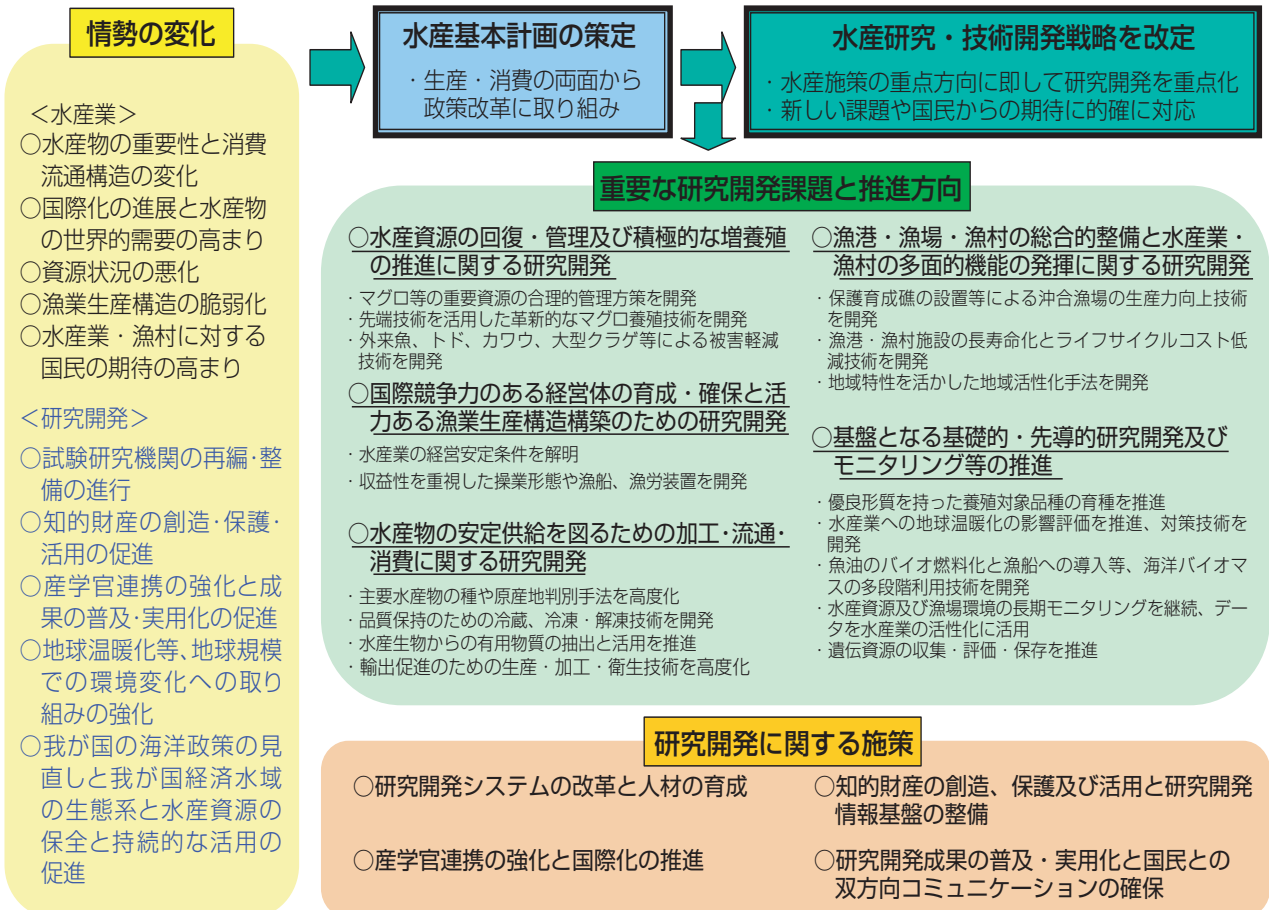 情勢の変化
<水産業>
○水産物の重要性と消費
流通構造の変化
○国際化の進展と水産物
の世界的需要の高まり
○資源状況の悪化
○漁業生産構造の脆弱化
○水産業・漁村に対する
国民の期待の高まり
<研究開発>
○試験研究機関の再編・整
備の進行
○知的財産の創造・保護・
活用の促進
○産学官連携の強化と成
果の普及・実用化の促進
○地球温暖化等、地球規模
での環境変化への取り
組みの強化
○我が国の海洋政策の見
直しと我が国経済水域
の生態系と水産資源の
保全と持続的な活用の
促進
水産基本計画の策定
・生産・消費の両面から
政策改革に取り組み
水産研究・技術開発戦略を改定
・水産施策の重点方向に即して研究開発を重点化
・新しい課題や国民からの期待に的確に対応
重要な研究開発課題と推進方向
○水産資源の回復・管理及び積極的な増養殖
の推進に関する研究開発
・マグロ等の重要資源の合理的管理方策を開発
・先端技術を活用した革新的なマグロ養殖技術を開発
・外来魚、トド、カワウ、大型クラゲ等による被害軽減
技術を開発
○国際競争力のある経営体の育成・確保と活
力ある漁業生産構造構築のための研究開発
・水産業の経営安定条件を解明
・収益性を重視した操業形態や漁船、漁労装置を開発
○水産物の安定供給を図るための加工・流通・
消費に関する研究開発
・主要水産物の種や原産地判別手法を高度化
・品質保持のための冷蔵、冷凍・解凍技術を開発
・水産生物からの有用物質の抽出と活用を推進
・輸出促進のための生産・加工・衛生技術を高度化
○漁港・漁場・漁村の総合的整備と水産業・
漁村の多面的機能の発揮に関する研究開発
・保護育成礁の設置等による沖合漁場の生産力向上技術
を開発
・漁港・漁村施設の長寿命化とライフサイクルコスト低
減技術を開発
・地域特性を活かした地域活性化手法を開発
○基盤となる基礎的・先導的研究開発及び
モニタリング等の推進
・優良形質を持った養殖対象品種の育種を推進
・水産業への地球温暖化の影響評価を推進、対策技術を
開発
・魚油のバイオ燃料化と漁船への導入等、海洋バイオマ
スの多段階利用技術を開発
・水産資源及び漁場環境の長期モニタリングを継続、デー
タを水産業の活性化に活用
・遺伝資源の収集・評価・保存を推進
研究開発に関する施策
○研究開発システムの改革と人材の育成
○産学官連携の強化と国際化の推進
○知的財産の創造、保護及び活用と研究開発
情報基盤の整備
○研究開発成果の普及・実用化と国民との
双方向コミュニケーションの確保